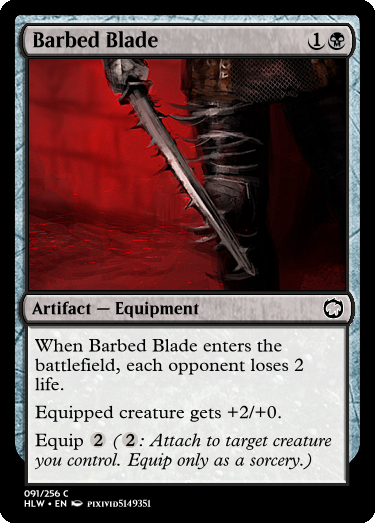 Barbed Blade 1
Artifact — Equipment
When Barbed Blade enters the
battlefield, each opponent loses 2
life.
Equipped creature gets +2/+0.
Equip 2 ( 2 : Attach to target creature
you control. Equip only as a sorcery.)
091/256 C
HLW • EN PIXIVID5149351